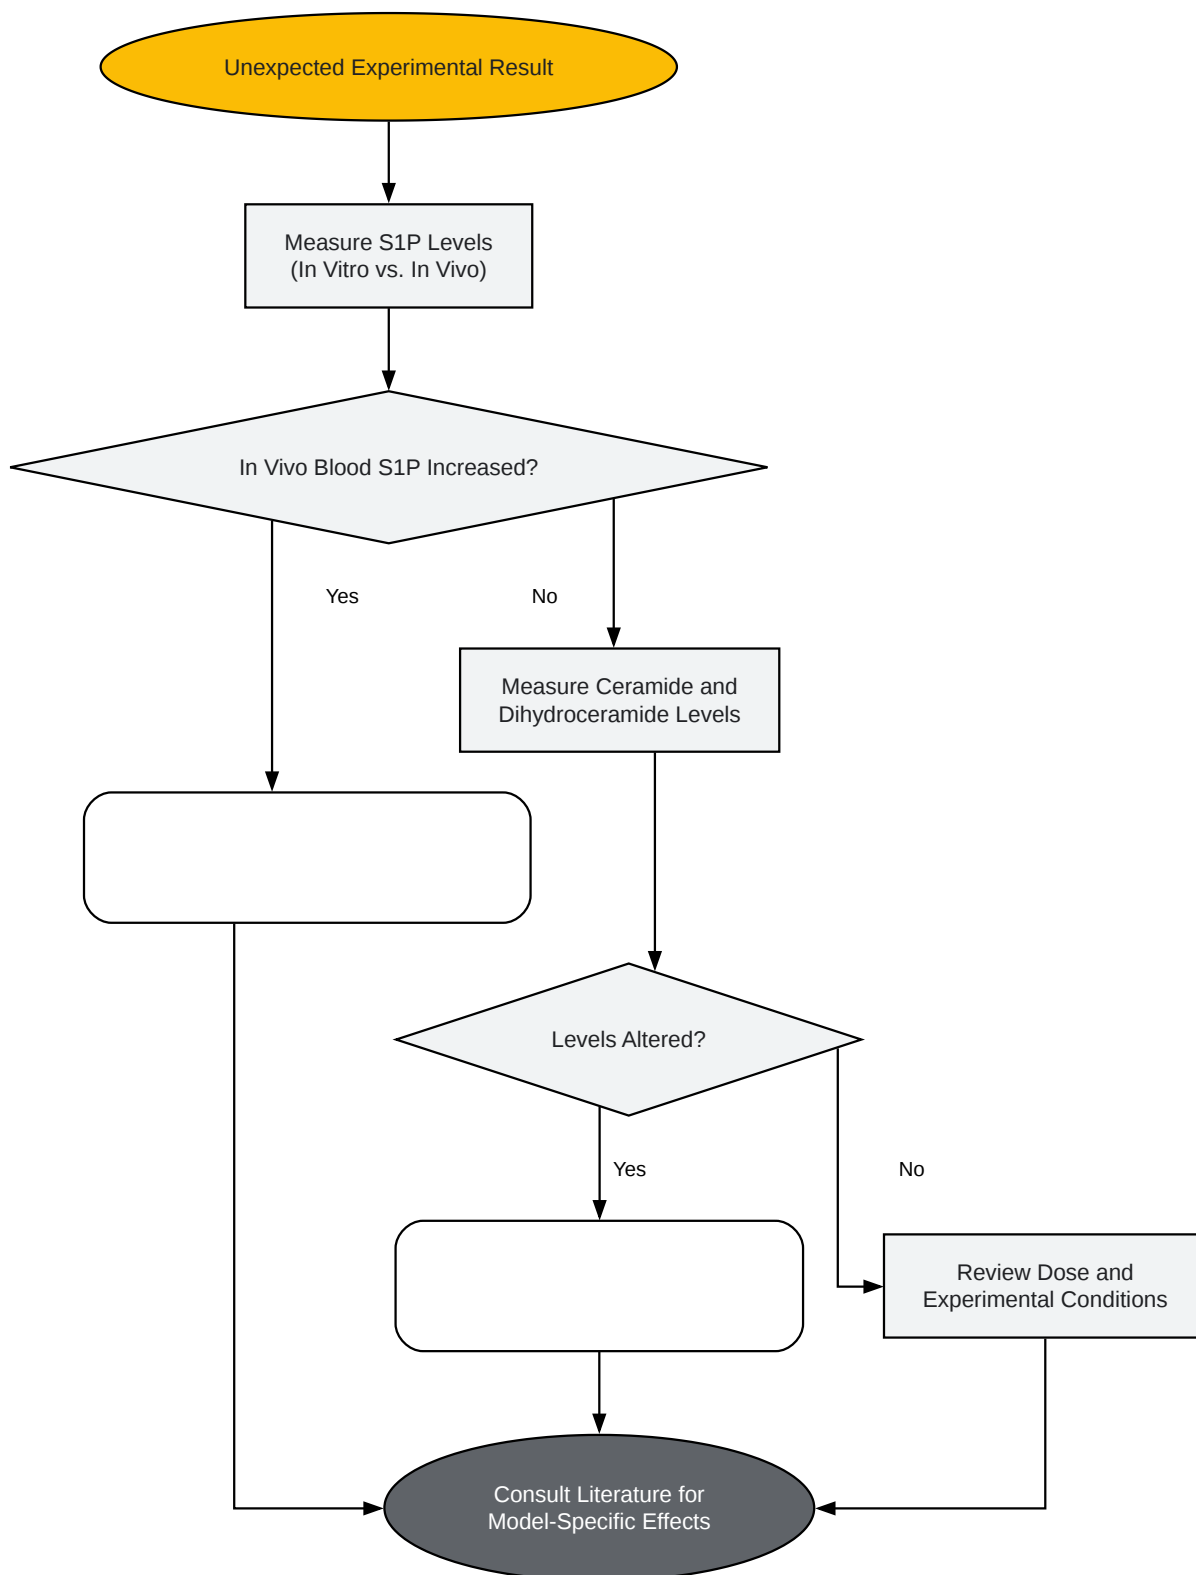 Unexpected Experimental Result
Measure S1P Levels
(In Vitro vs. In Vivo)
In Vivo Blood S1P Increased?
Yes
No
Measure Ceramide and
Dihydroceramide Levels
Levels Altered?
Yes
No
Review Dose and
Experimental Conditions
Consult Literature for
Model-Specific Effects